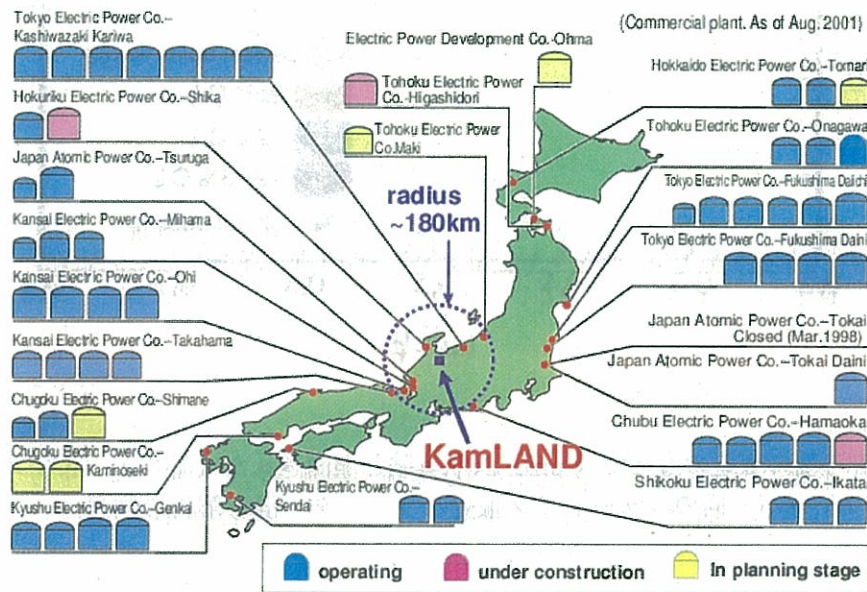 Tokyo Electric Power Co.–
Kashiwazaki Kariwa
(Commercial plant. As of Aug. 2001)
Electric Power Development Co.-Ohma
Hokkaido Electric Power Co.–Tomari
Hokuriku Electric Power Co.–Shika
Tohoku Electric Power
Co.–Higashidori
Tohoku Electric Power
Co.Maki
Tohoku Electric Power Co.–Onagawa
Japan Atomic Power Co.–Tsuruga
Tokyo Electric Power Co.–Fukushima Daiichi
radius
~180km
Kansai Electric Power Co.–Mihama
Tokyo Electric Power Co.–Fukushima Daini
Kansai Electric Power Co.–Ohi
Japan Atomic Power Co.–Tokai
Closed (Mar.1998)
Kansai Electric Power Co.–Takahama
Japan Atomic Power Co.–Tokai Daini
Chugoku Electric Power Co.–Shimane
Chubu Electric Power Co.–Hamaoka
Chugoku Electric Power Co.–
Kaminoseki
KamLAND
Shikoku Electric Power Co.–Ikata
Kyushu Electric Power Co.–Genkai
Kyushu Electric Power Co.–
Sendai
operating
under construction
In planning stage